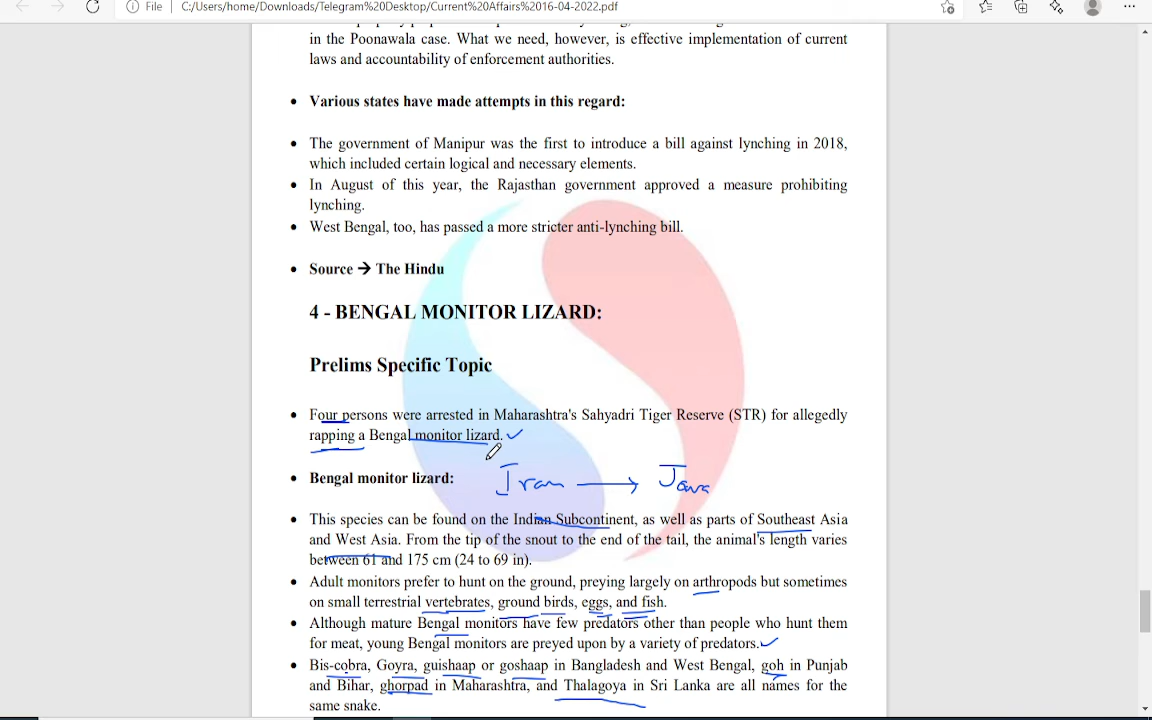 File
C:/Users/home/Downloads/Telegram%20Desktop/Current%20Affairs%2016-04-2022.pdf
in the Poonawala case. What we need, however, is effective implementation of current
laws and accountability of enforcement authorities.
• Various states have made attempts in this regard:
• The government of Manipur was the first to introduce a bill against lynching in 2018,
which included certain logical and necessary elements.
• In August of this year, the Rajasthan government approved a measure prohibiting
lynching.
• West Bengal, too, has passed a more stricter anti-lynching bill.
• Source → The Hindu
4 - BENGAL MONITOR LIZARD:
Prelims Specific Topic
• Four persons were arrested in Maharashtra's Sahyadri Tiger Reserve (STR) for allegedly
rapping a Bengal monitor lizard.
• Bengal monitor lizard:
Iran → Java
• This species can be found on the Indian Subcontinent, as well as parts of Southeast Asia
and West Asia. From the tip of the snout to the end of the tail, the animal's length varies
between 61 and 175 cm (24 to 69 in).
• Adult monitors prefer to hunt on the ground, preying largely on arthropods but sometimes
on small terrestrial vertebrates, ground birds, eggs, and fish.
• Although mature Bengal monitors have few predators other than people who hunt them
for meat, young Bengal monitors are preyed upon by a variety of predators.
• Bis-cobra, Goyra, guishaap or goshaap in Bangladesh and West Bengal, goh in Punjab
and Bihar, ghorpad in Maharashtra, and Thalagoya in Sri Lanka are all names for the
same snake.